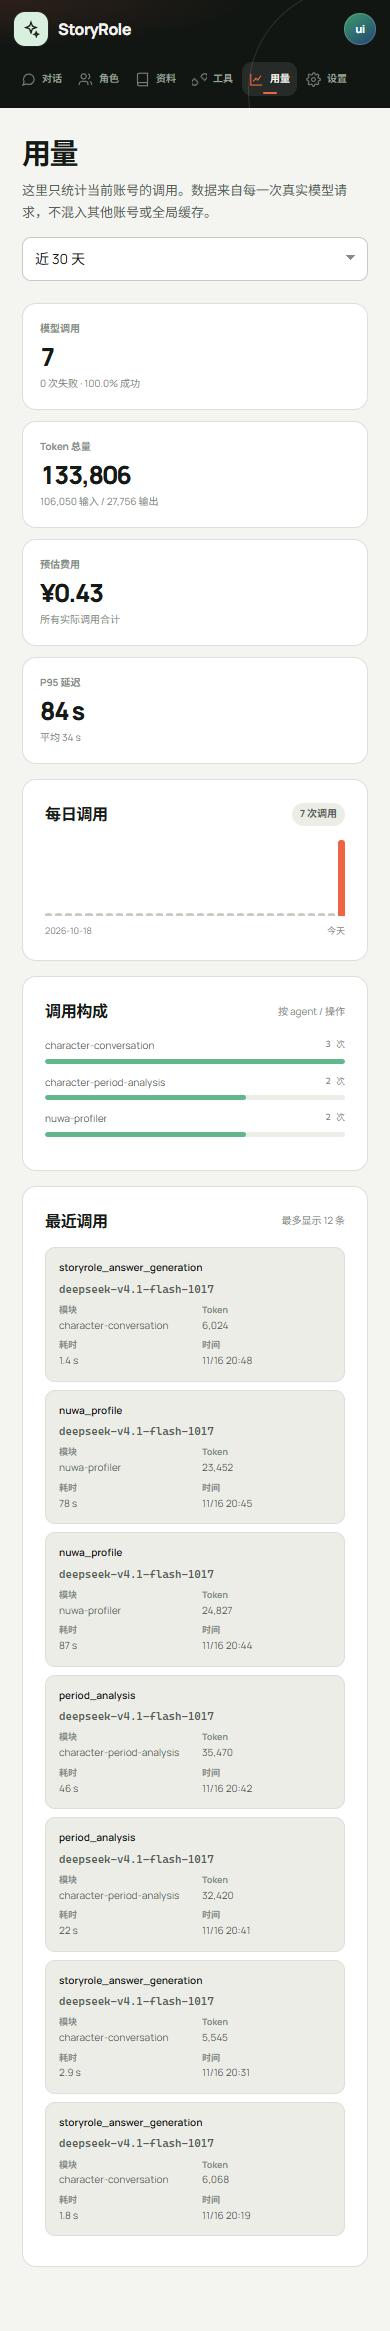 StoryRole
ui
对话 角色 资料 工具 用量 设置
用量
这里只统计当前账号的调用。数据来自每一次真实模型请
求，不混入其他账号或全局缓存。
近 30 天
模型调用
7
0 次失败 · 100.0% 成功
Token 总量
133,806
106,050 输入 / 27,756 输出
预估费用
¥0.43
所有实际调用合计
P95 延迟
84 s
平均 34 s
每日调用 7 次调用
2026-10-18 今天
调用构成 按 agent / 操作
character-conversation 3 次
character-period-analysis 2 次
nuwa-profiler 2 次
最近调用 最多显示 12 条
storyrole_answer_generation
deepseek-v4.1-flash-1017
模块 Token
character-conversation 6,024
耗时 时间
1.4 s 11/16 20:48
nuwa_profile
deepseek-v4.1-flash-1017
模块 Token
nuwa-profiler 23,452
耗时 时间
78 s 11/16 20:45
nuwa_profile
deepseek-v4.1-flash-1017
模块 Token
nuwa-profiler 24,827
耗时 时间
87 s 11/16 20:44
period_analysis
deepseek-v4.1-flash-1017
模块 Token
character-period-analysis 35,470
耗时 时间
46 s 11/16 20:42
period_analysis
deepseek-v4.1-flash-1017
模块 Token
character-period-analysis 32,420
耗时 时间
22 s 11/16 20:41
storyrole_answer_generation
deepseek-v4.1-flash-1017
模块 Token
character-conversation 5,545
耗时 时间
2.9 s 11/16 20:31
storyrole_answer_generation
deepseek-v4.1-flash-1017
模块 Token
character-conversation 6,068
耗时 时间
1.8 s 11/16 20:19